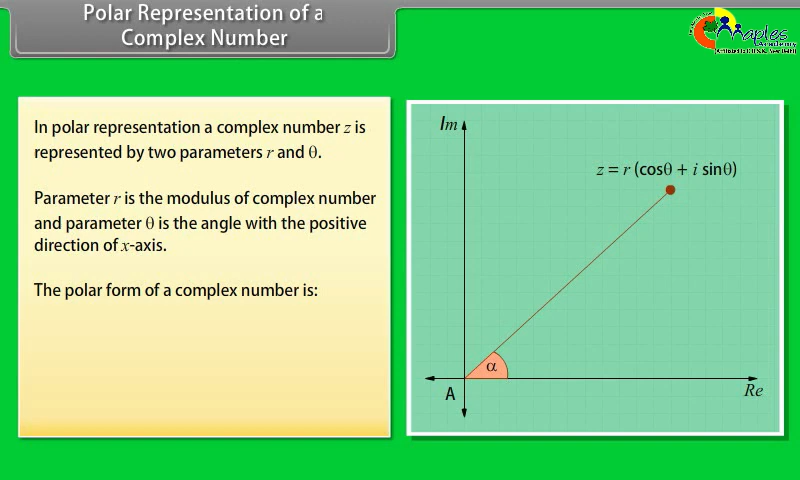 Polar Representation of a
Complex Number
aples
Academy
In polar representation a complex number z is
represented by two parameters r and θ.
Parameter r is the modulus of complex number
and parameter θ is the angle with the positive
direction of x-axis.
The polar form of a complex number is:
Im
z = r (cosθ + i sinθ)
α
A
Re